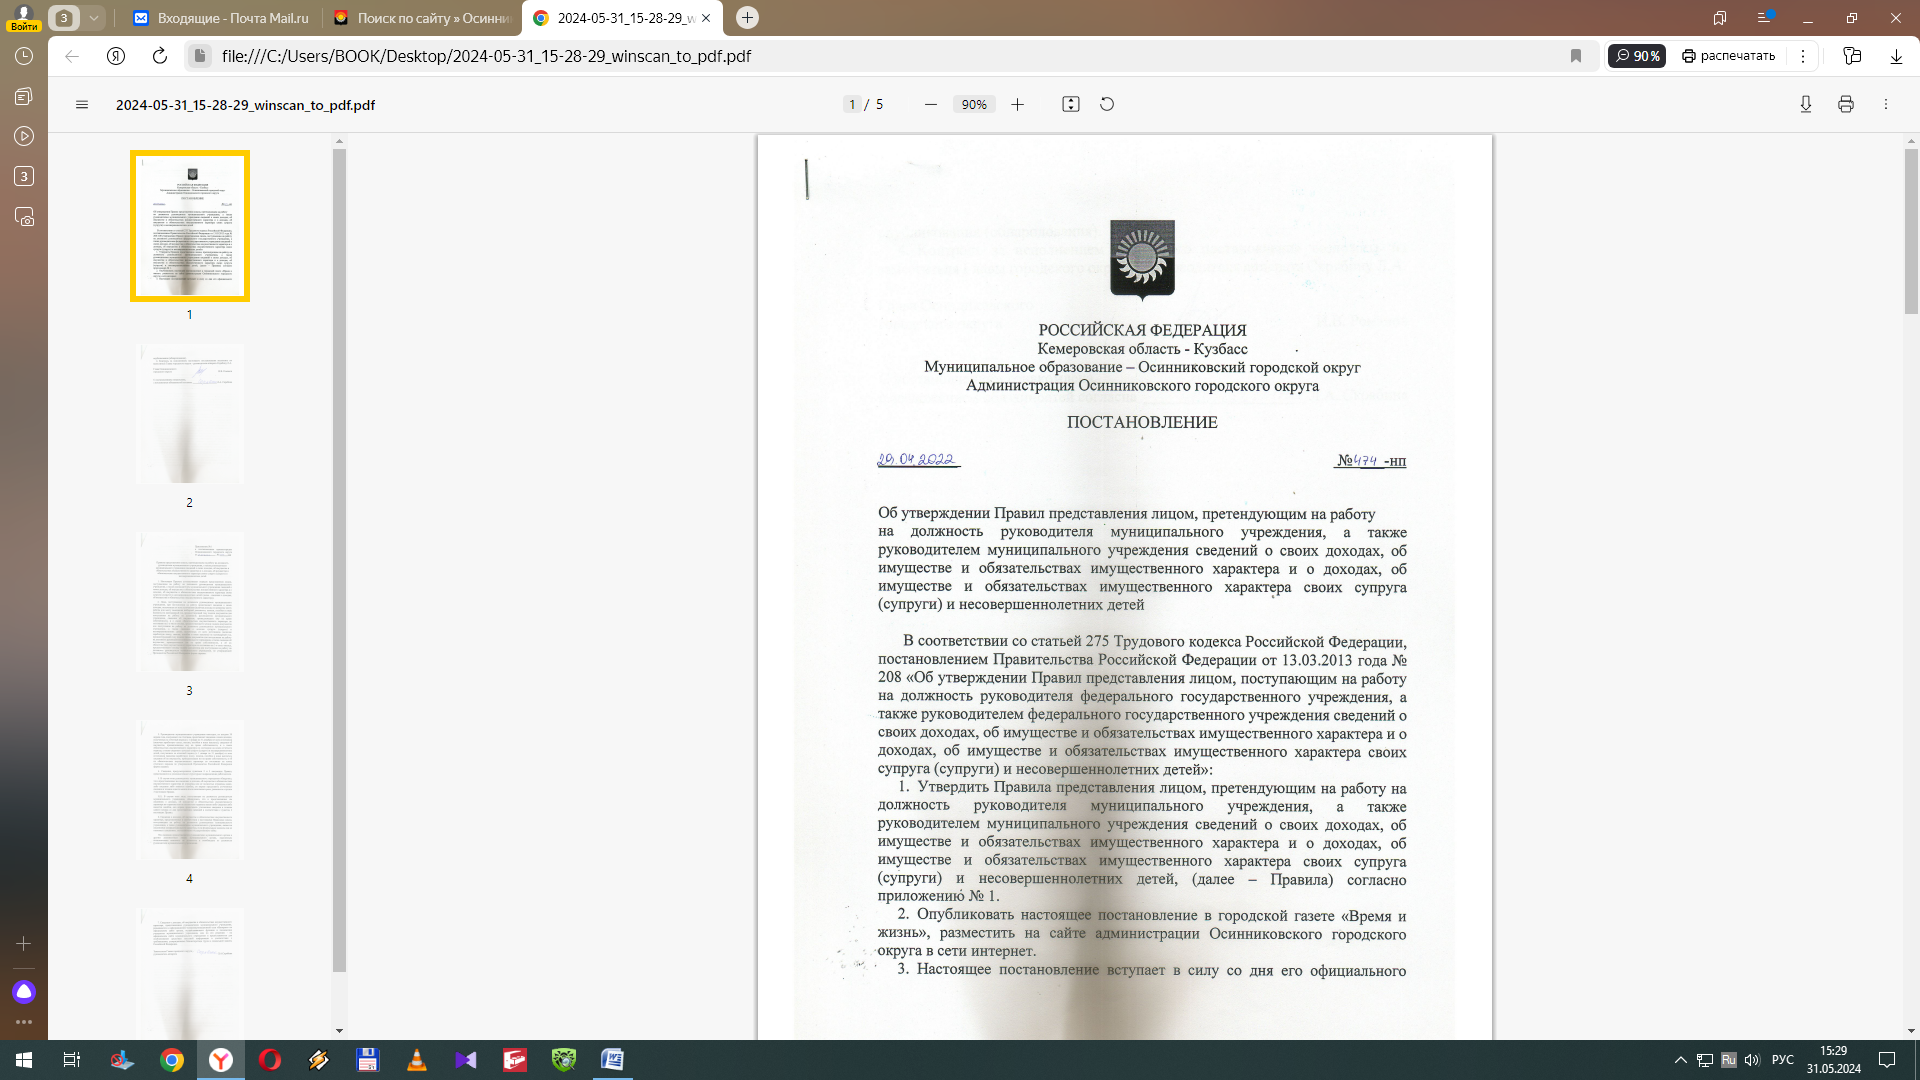 Войти
3
Входящие - Почта Mail.ru
Поиск по сайту » Осинник
2024-05-31_15-28-29_w
file:///C:/Users/BOOK/Desktop/2024-05-31_15-28-29_winscan_to_pdf.pdf
90%
распечатать
2024-05-31_15-28-29_winscan_to_pdf.pdf
1 / 5
90%
3
1
2
3
4
РОССИЙСКАЯ ФЕДЕРАЦИЯ
Кемеровская область - Кузбасс
Муниципальное образование – Осинниковский городской округ
Администрация Осинниковского городского округа
ПОСТАНОВЛЕНИЕ
29.04.2022 №474-нп
Об утверждении Правил представления лицом, претендующим на работу
на должность руководителя муниципального учреждения, а также
руководителем муниципального учреждения сведений о своих доходах, об
имуществе и обязательствах имущественного характера и о доходах, об
имуществе и обязательствах имущественного характера своих супруга
(супруги) и несовершеннолетних детей
В соответствии со статьей 275 Трудового кодекса Российской Федерации,
постановлением Правительства Российской Федерации от 13.03.2013 года №
208 «Об утверждении Правил представления лицом, поступающим на работу
на должность руководителя федерального государственного учреждения, а
также руководителем федерального государственного учреждения сведений о
своих доходах, об имуществе и обязательствах имущественного характера и о
доходах, об имуществе и обязательствах имущественного характера своих
супруга (супруги) и несовершеннолетних детей»:
1. Утвердить Правила представления лицом, претендующим на работу на
должность руководителя муниципального учреждения, а также
руководителем муниципального учреждения сведений о своих доходах, об
имуществе и обязательствах имущественного характера и о доходах, об
имуществе и обязательствах имущественного характера своих супруга
(супруги) и несовершеннолетних детей, (далее – Правила) согласно
приложению № 1.
2. Опубликовать настоящее постановление в городской газете «Время и
жизнь», разместить на сайте администрации Осинниковского городского
округа в сети интернет.
3. Настоящее постановление вступает в силу со дня его официального
Ru
РУС
15:29
31.05.2024